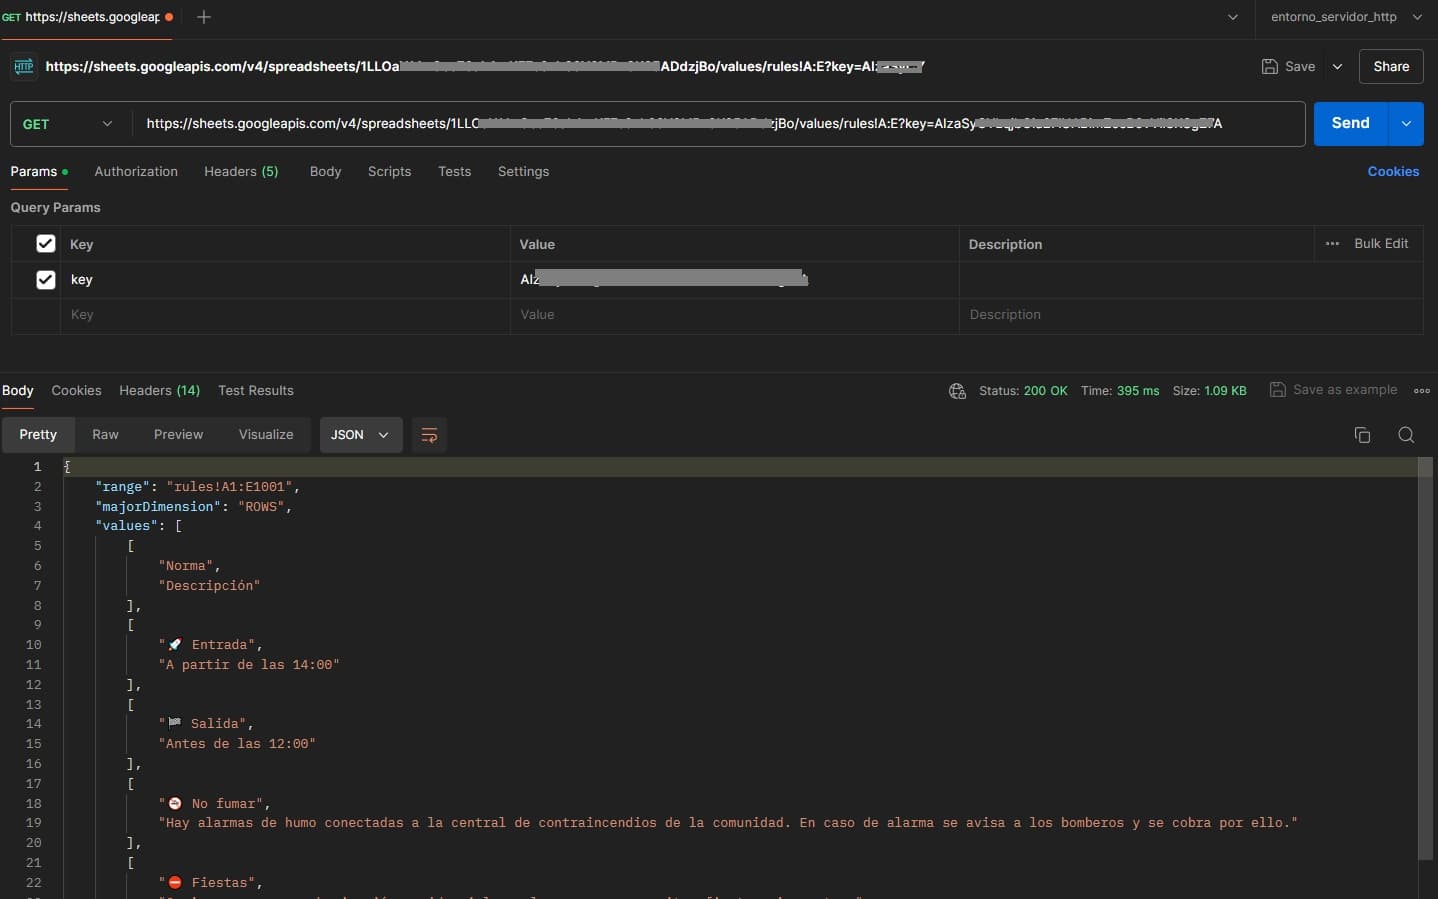 GET https://sheets.googleap
entorno_servidor_http
HTTP https://sheets.googleapis.com/v4/spreadsheets/1LLOa ADdzjBo/values/rules!A:E?key=AI
Save
Share
GET
https://sheets.googleapis.com/v4/spreadsheets/1LLO zjBo/values/rules!A:E?key=AIzaSy
Send
Params Authorization Headers (5) Body Scripts Tests Settings Cookies
Query Params
Key Value Description ••• Bulk Edit
key AIz
Key Value Description
Body Cookies Headers (14) Test Results Status: 200 OK Time: 395 ms Size: 1.09 KB Save as example
Pretty Raw Preview Visualize JSON
1 {
2 "range": "rules!A1:E1001",
3 "majorDimension": "ROWS",
4 "values": [
5 [
6 "Norma",
7 "Descripción"
8 ],
9 [
10 "🚀 Entrada",
11 "A partir de las 14:00"
12 ],
13 [
14 "🏁 Salida",
15 "Antes de las 12:00"
16 ],
17 [
18 "🚭 No fumar",
19 "Hay alarmas de humo conectadas a la central de contraincendios de la comunidad. En caso de alarma se avisa a los bomberos y se cobra por ello."
20 ],
21 [
22 "⛔ Fiestas",